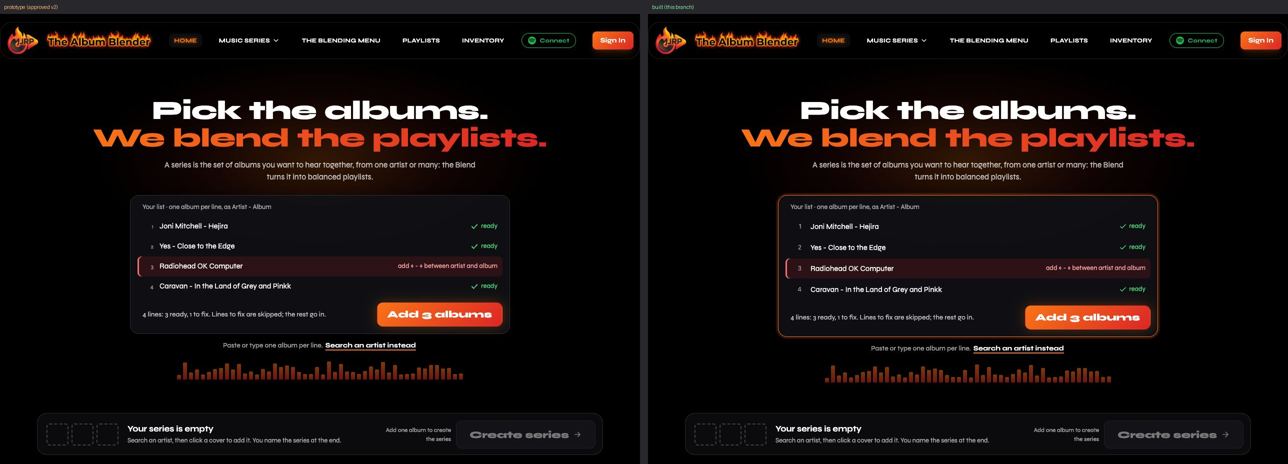 prototype (approved v2)
JRP The Album Blender HOME MUSIC SERIES THE BLENDING MENU PLAYLISTS INVENTORY Connect Sign In
Pick the albums.
We blend the playlists.
A series is the set of albums you want to hear together, from one artist or many: the Blend
turns it into balanced playlists.
Your list · one album per line, as Artist - Album
1 Joni Mitchell - Hejira ready
2 Yes - Close to the Edge ready
3 Radiohead OK Computer add « - » between artist and album
4 Caravan - In the Land of Grey and Pinkk ready
4 lines: 3 ready, 1 to fix. Lines to fix are skipped; the rest go in. Add 3 albums
Paste or type one album per line. Search an artist instead
Your series is empty
Search an artist, then click a cover to add it. You name the series at the end.
Add one album to create
the series
Create series →
built (this branch)
JRP The Album Blender HOME MUSIC SERIES THE BLENDING MENU PLAYLISTS INVENTORY Connect Sign In
Pick the albums.
We blend the playlists.
A series is the set of albums you want to hear together, from one artist or many: the Blend
turns it into balanced playlists.
Your list · one album per line, as Artist - Album
1 Joni Mitchell - Hejira ready
2 Yes - Close to the Edge ready
3 Radiohead OK Computer add « - » between artist and album
4 Caravan - In the Land of Grey and Pinkk ready
4 lines: 3 ready, 1 to fix. Lines to fix are skipped; the rest go in. Add 3 albums
Paste or type one album per line. Search an artist instead
Your series is empty
Search an artist, then click a cover to add it. You name the series at the end.
Add one album to create
the series
Create series →